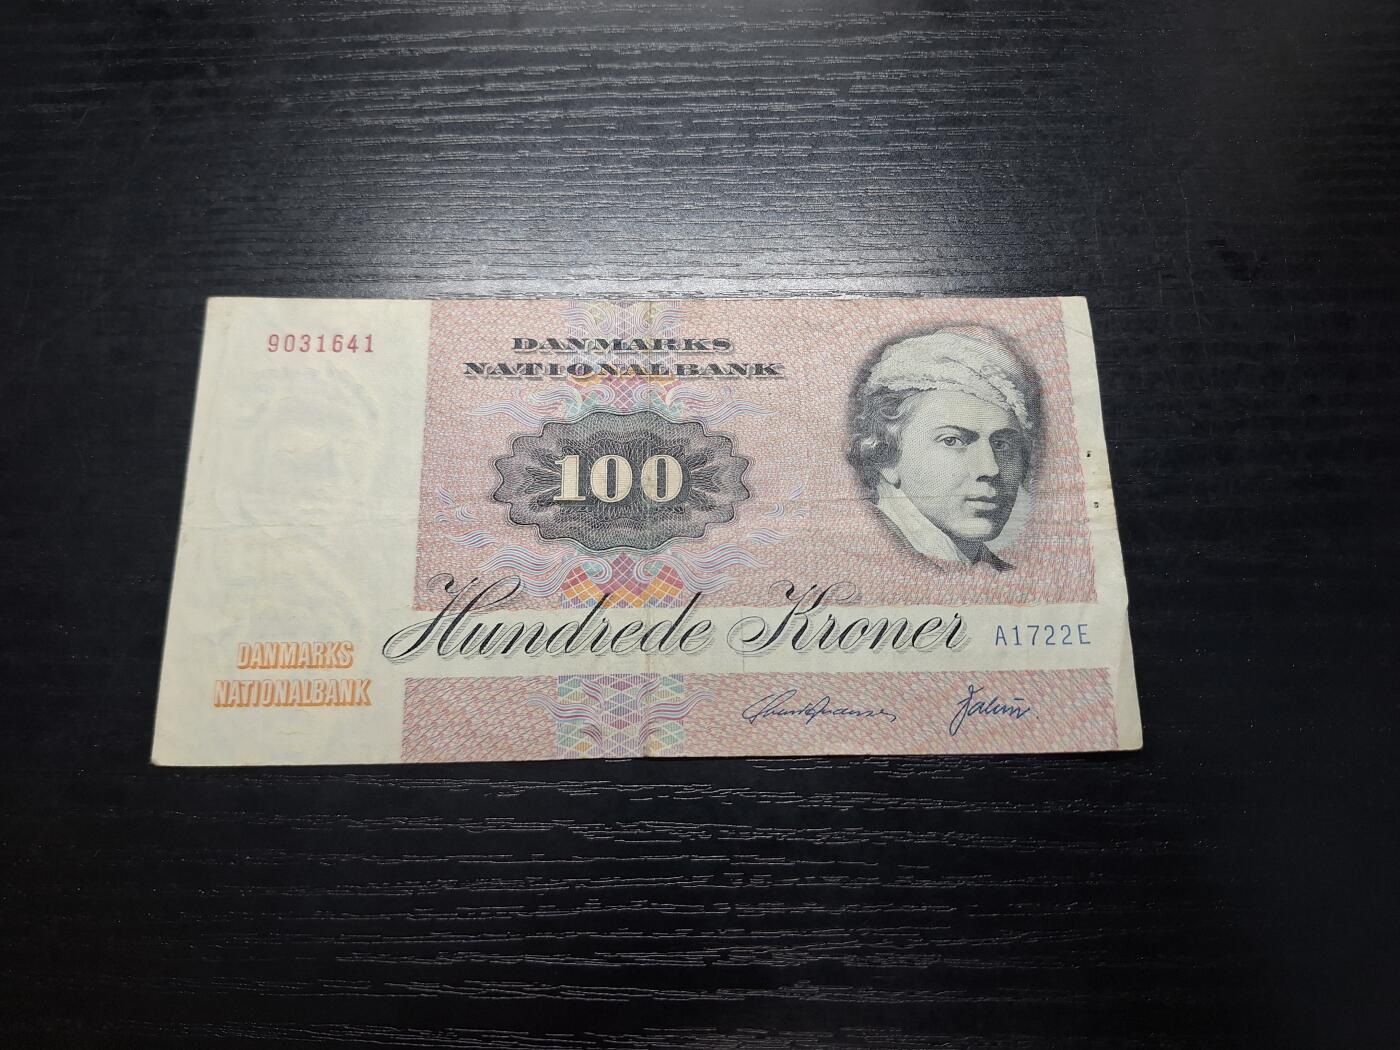 9031641
DANMARKS
NATIONALBANK
100
Hundrede Kroner
A1722E
DANMARKS
NATIONALBANK